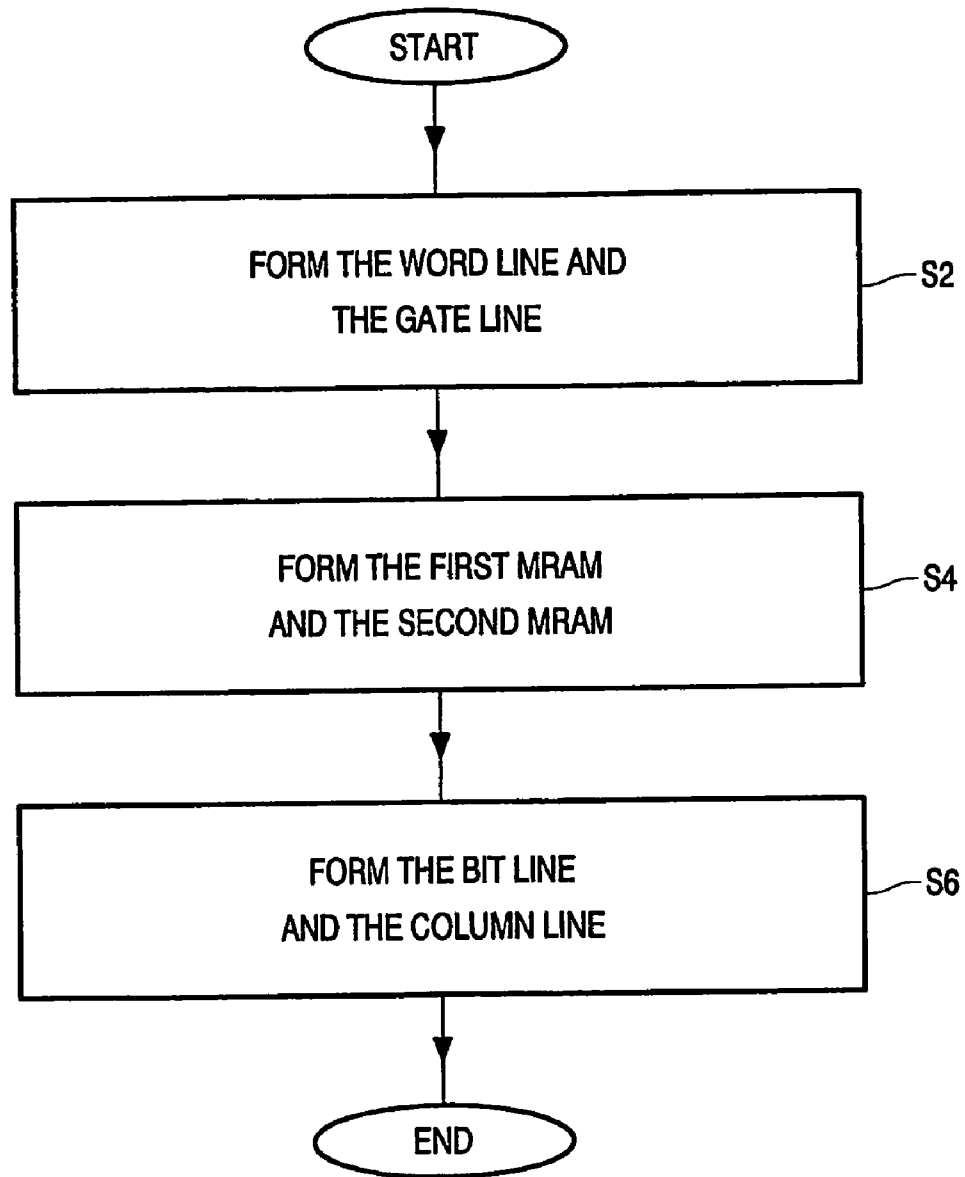 START
FORM THE WORD LINE AND
THE GATE LINE
S2
FORM THE FIRST MRAM
AND THE SECOND MRAM
S4
FORM THE BIT LINE
AND THE COLUMN LINE
S6
END